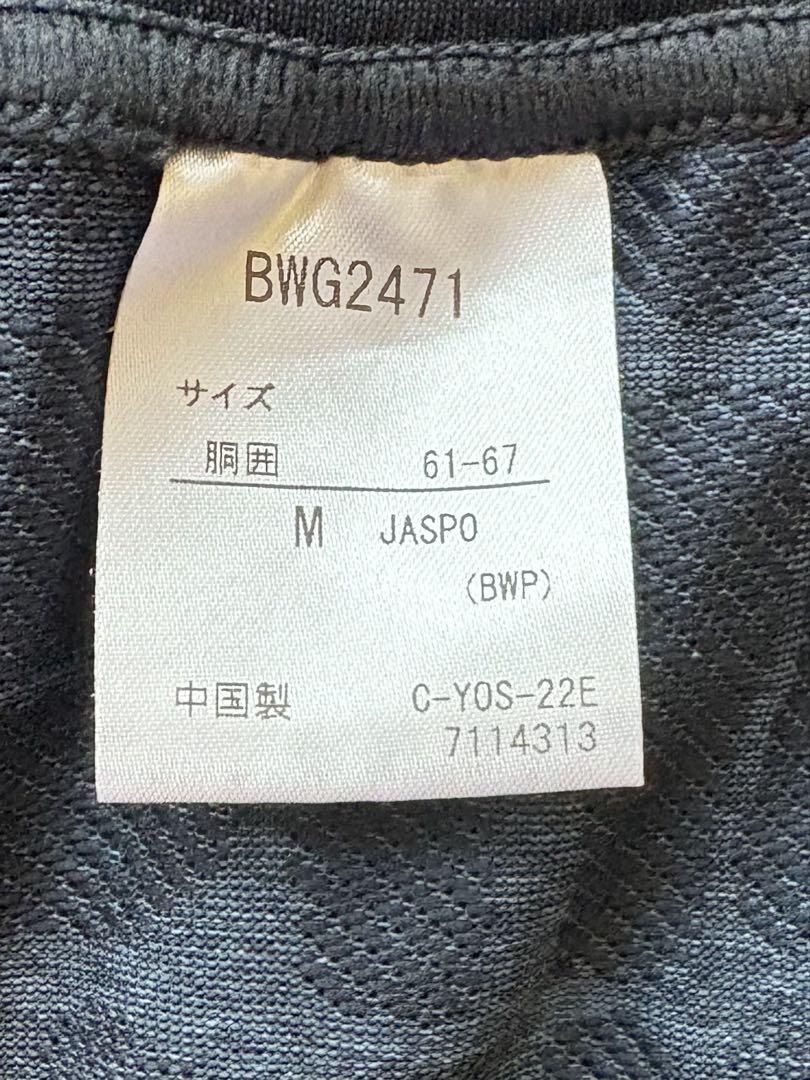 BWG2471
サイズ
胴囲 61-67
M JASPO
(BWP)
中国製 C-YOS-22E
7114313